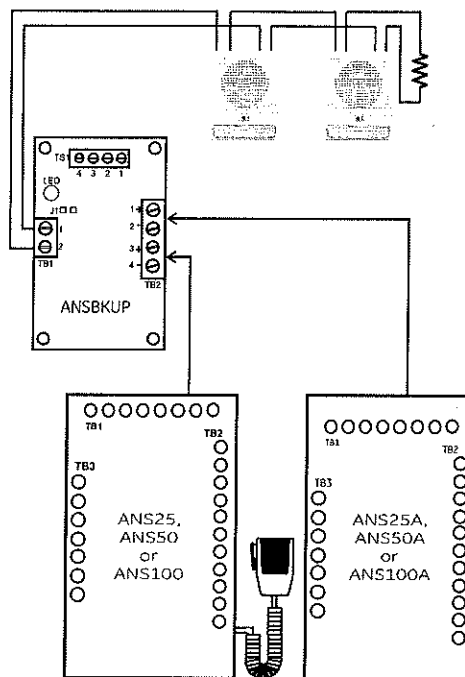 TS1
4 3 2 1
LED
J1
1
2
TB1
1+
2-
3+
4-
TB2
ANSBKUP
TB1
TB2
TB3
ANS25,
ANS50
or
ANS100
TB1
TB2
TB3
ANS25A,
ANS50A
or
ANS100A